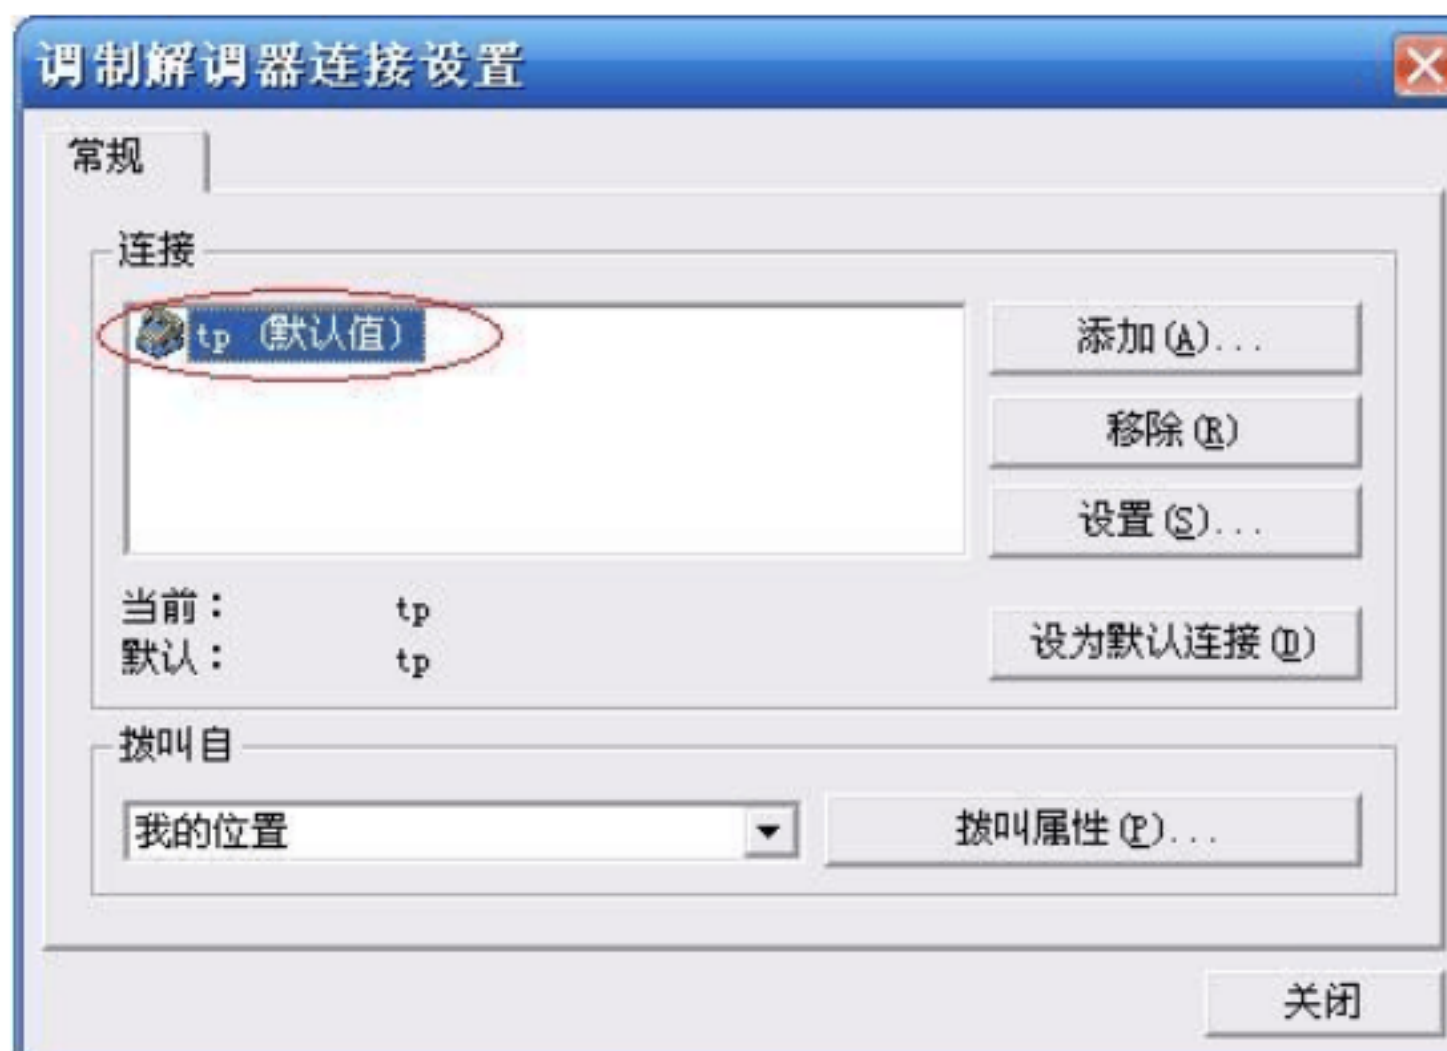 调制解调器连接设置
常规
连接
tp (默认值)
添加(A)...
移除(R)
设置(S)...
当前： tp
默认： tp
设为默认连接(D)
拨叫自
我的位置
拨叫属性(P)...
关闭